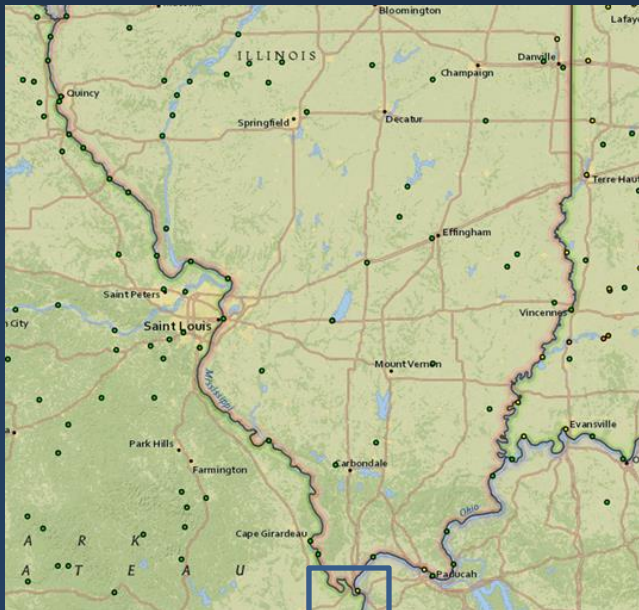 Bloomington
Lafay
ILLINOIS
Danville
Champaign
Quincy
Springfield
Decatur
Terre Haut
Effingham
Saint Peters
n City
Vincennes
Saint Louis
Mount Vernon
Mississippi
Evansville
Park Hills
Carbondale
Farmington
Ohio
Cape Girardeau
A R K
A T E A U
Paducah